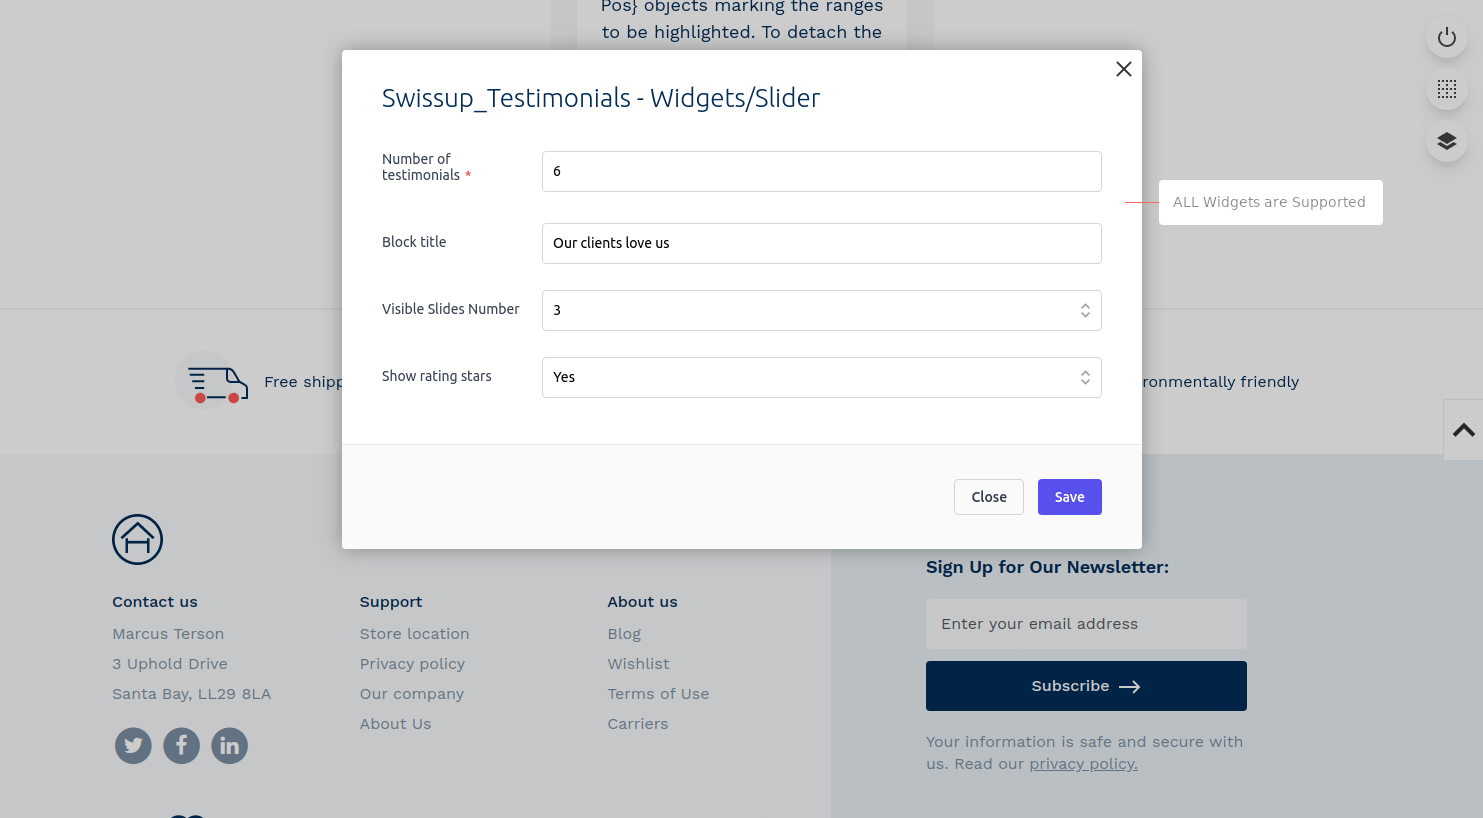 Pos} objects marking the ranges
to be highlighted. To detach the
Swissup_Testimonials - Widgets/Slider
Number of
testimonials *
6
ALL Widgets are Supported
Block title
Our clients love us
Visible Slides Number
3
Show rating stars
Yes
Free shipp
ronmentally friendly
Close
Save
Sign Up for Our Newsletter:
Contact us
Support
About us
Enter your email address
Marcus Terson
Store location
Blog
3 Uphold Drive
Privacy policy
Wishlist
Santa Bay, LL29 8LA
Our company
Terms of Use
Subscribe
About Us
Carriers
Your information is safe and secure with
us. Read our privacy policy.